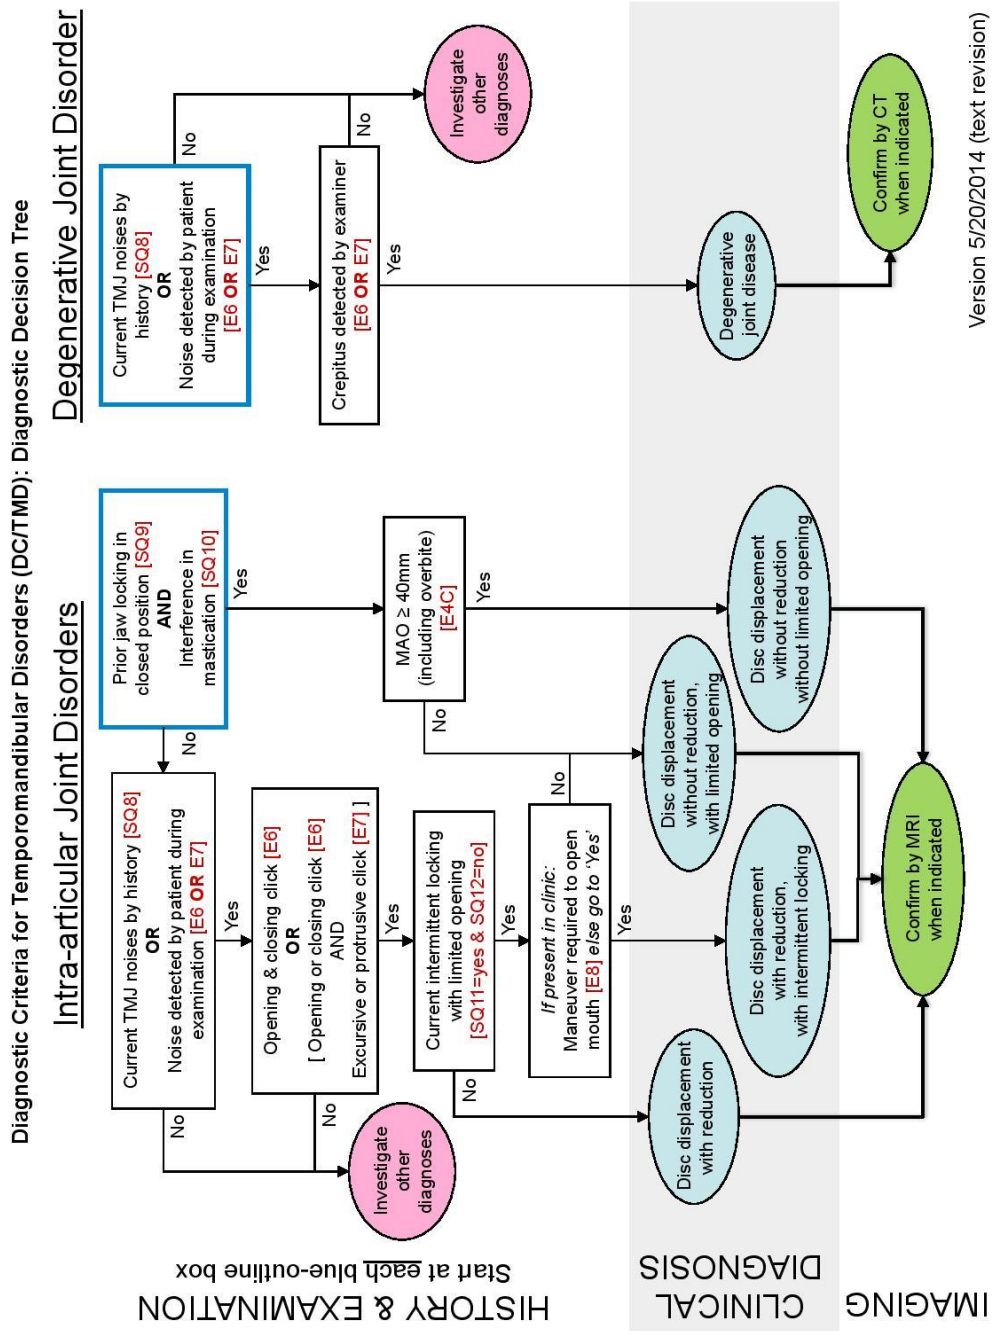 Diagnostic Criteria for Temporomandibular Disorders (DC/TMD): Diagnostic Decision Tree
Intra-articular Joint Disorders
Degenerative Joint Disorder
HISTORY & EXAMINATION
Start at each blue-outline box
Current TMJ noises by history [SQ8]
OR
Noise detected by patient during
examination [E6 OR E7]
No
Yes
Prior jaw locking in
closed position [SQ9]
AND
Interference in
mastication [SQ10]
No
Yes
Opening & closing click [E6]
OR
[ Opening or closing click [E6]
AND
Excursive or protrusive click [E7] ]
No
Yes
Investigate
other
diagnoses
Current intermittent locking
with limited opening
[SQ11=yes & SQ12=no]
No
Yes
MAO ≥ 40mm
(including overbite)
[E4C]
No
Yes
If present in clinic:
Maneuver required to open
mouth [E8] else go to ‘Yes’
No
Yes
Current TMJ noises by
history [SQ8]
OR
Noise detected by patient
during examination
[E6 OR E7]
No
Yes
Crepitus detected by examiner
[E6 OR E7]
No
Yes
Investigate
other
diagnoses
CLINICAL
DIAGNOSIS
Disc displacement
with reduction
Disc displacement
with reduction,
with intermittent locking
Disc displacement
without reduction,
with limited opening
Disc displacement
without reduction
without limited opening
Degenerative
joint disease
IMAGING
Confirm by MRI
when indicated
Confirm by CT
when indicated
Version 5/20/2014 (text revision)